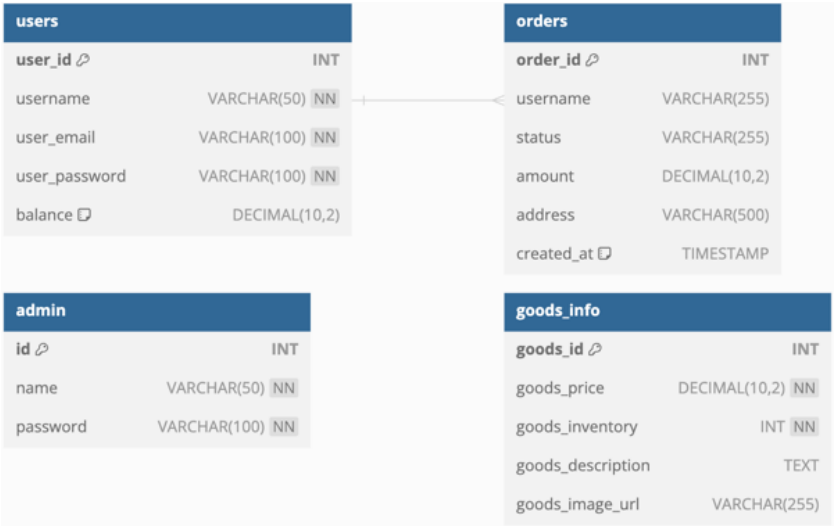 users
user_id INT
username VARCHAR(50) NN
user_email VARCHAR(100) NN
user_password VARCHAR(100) NN
balance DECIMAL(10,2)
orders
order_id INT
username VARCHAR(255)
status VARCHAR(255)
amount DECIMAL(10,2)
address VARCHAR(500)
created_at TIMESTAMP
admin
id INT
name VARCHAR(50) NN
password VARCHAR(100) NN
goods_info
goods_id INT
goods_price DECIMAL(10,2) NN
goods_inventory INT NN
goods_description TEXT
goods_image_url VARCHAR(255)